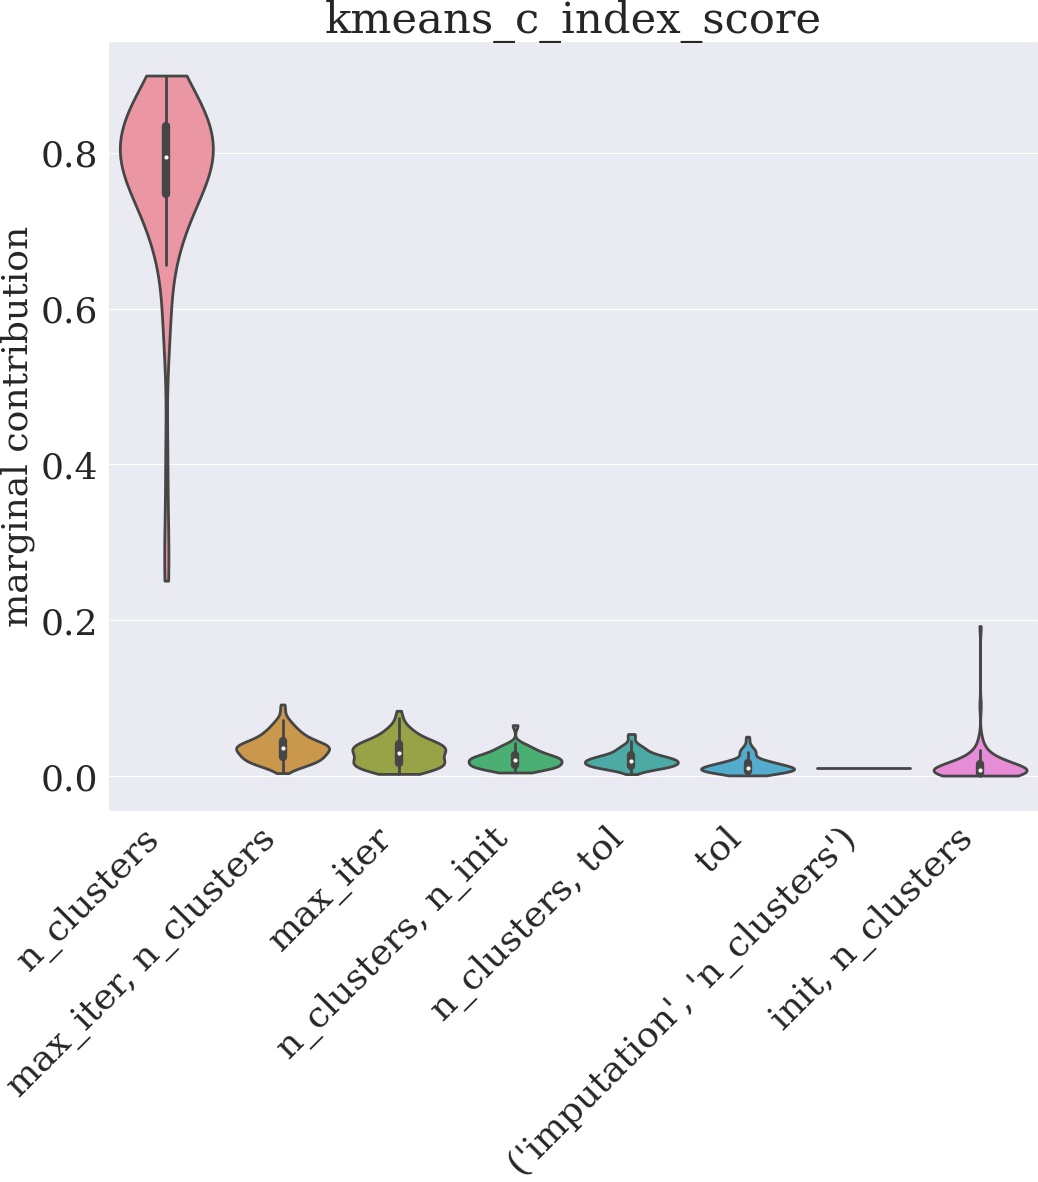 kmeans_c_index_score
marginal contribution
0.8
0.6
0.4
0.2
0.0
n_clusters
max_iter, n_clusters
max_iter
n_clusters, n_init
n_clusters, tol
tol
('imputation', 'n_clusters')
init, n_clusters